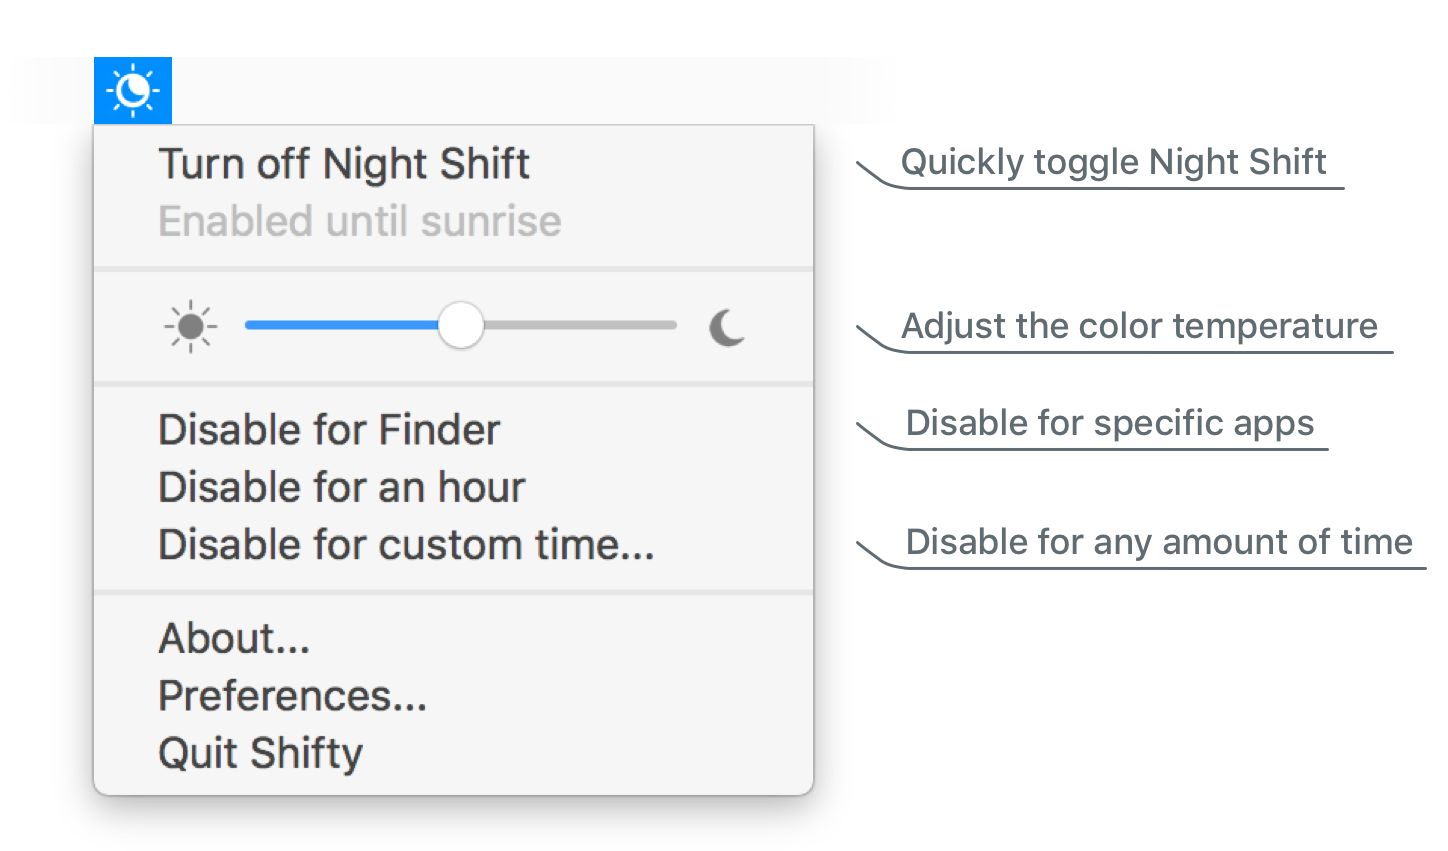 Turn off Night Shift
Quickly toggle Night Shift
Enabled until sunrise
Adjust the color temperature
Disable for Finder
Disable for specific apps
Disable for an hour
Disable for custom time...
Disable for any amount of time
About...
Preferences...
Quit Shifty